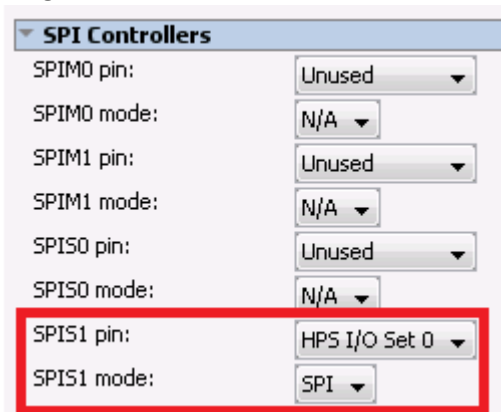 SPI Controllers
SPIM0 pin: Unused
SPIM0 mode: N/A
SPIM1 pin: Unused
SPIM1 mode: N/A
SPIS0 pin: Unused
SPIS0 mode: N/A
SPIS1 pin: HPS I/O Set 0
SPIS1 mode: SPI